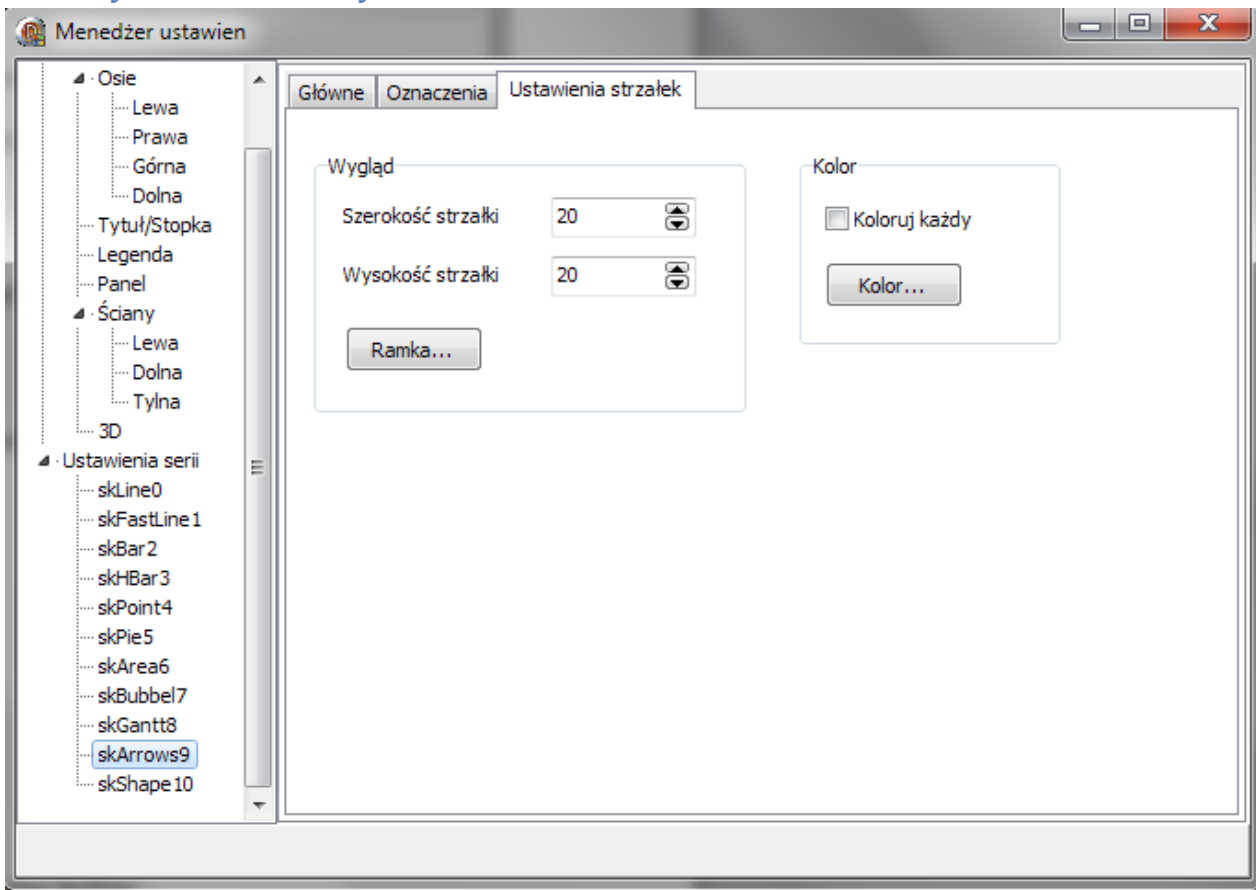 Menedżer ustawien
Osie
Lewa
Prawa
Górna
Dolna
Tytuł/Stopka
Legenda
Panel
Ściany
Lewa
Dolna
Tylna
3D
Ustawienia serii
skLine0
skFastLine1
skBar2
skHBar3
skPoint4
skPie5
skArea6
skBubbel7
skGantt8
skArrows9
skShape10
Główne Oznaczenia Ustawienia strzałek
Wygląd
Szerokość strzałki 20
Wysokość strzałki 20
Ramka...
Kolor
Koloruj każdy
Kolor...